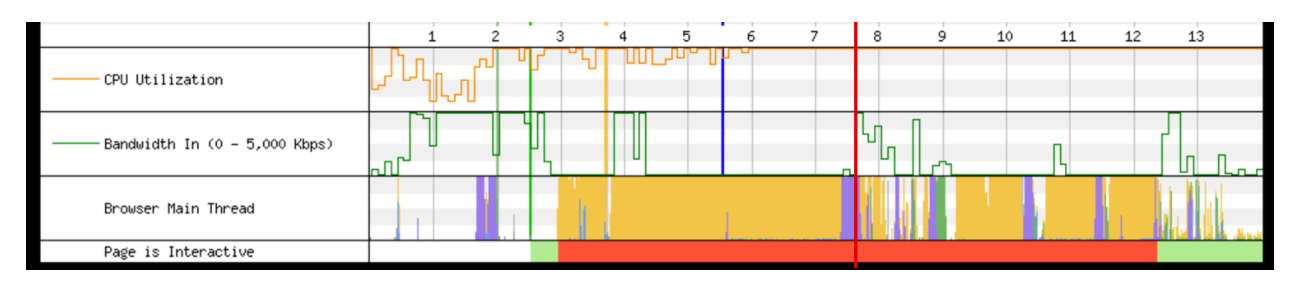 1 2 3 4 5 6 7 8 9 10 11 12 13
CPU Utilization
Bandwidth In (0 - 5,000 Kbps)
Browser Main Thread
Page is Interactive